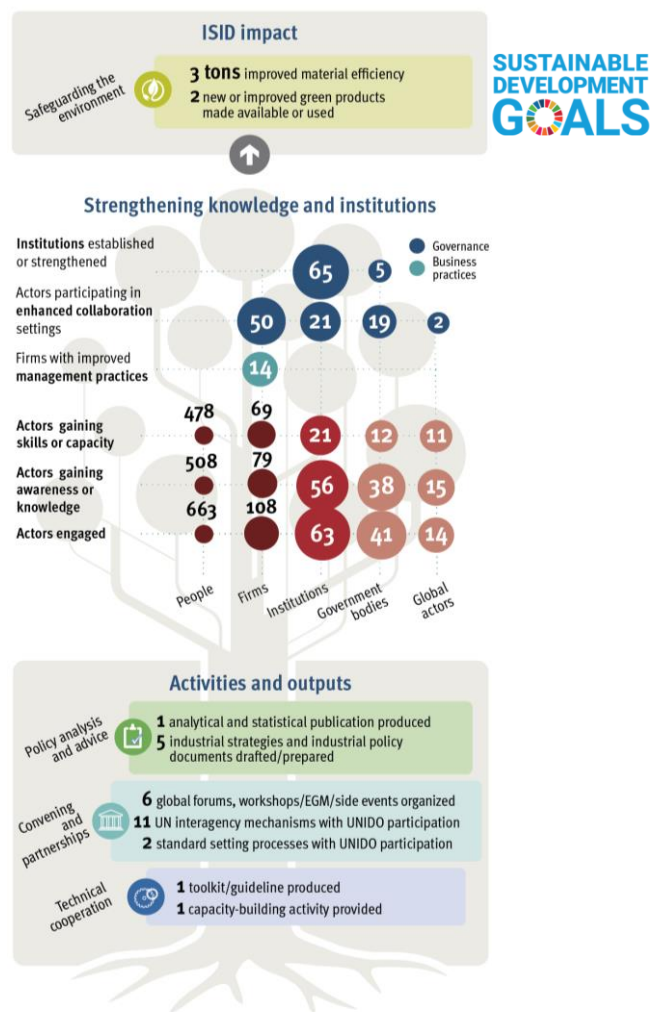 ISID impact
Safeguarding the
environment
3 tons improved material efficiency
2 new or improved green products
made available or used
SUSTAINABLE
DEVELOPMENT
GOALS
Strengthening knowledge and institutions
Governance
Business
practices
Institutions established
or strengthened
65 5
Actors participating in
enhanced collaboration
settings
50 21 19 2
Firms with improved
management practices
14
Actors gaining
skills or capacity
478 69 21 12 11
Actors gaining
awareness or
knowledge
508 79 56 38 15
Actors engaged
663 108 63 41 14
People
Firms
Institutions
Government
bodies
Global
actors
Activities and outputs
Policy analysis
and advice
1 analytical and statistical publication produced
5 industrial strategies and industrial policy
documents drafted/prepared
Convening
and
partnerships
6 global forums, workshops/EGM/side events organized
11 UN interagency mechanisms with UNIDO participation
2 standard setting processes with UNIDO participation
Technical
cooperation
1 toolkit/guideline produced
1 capacity-building activity provided